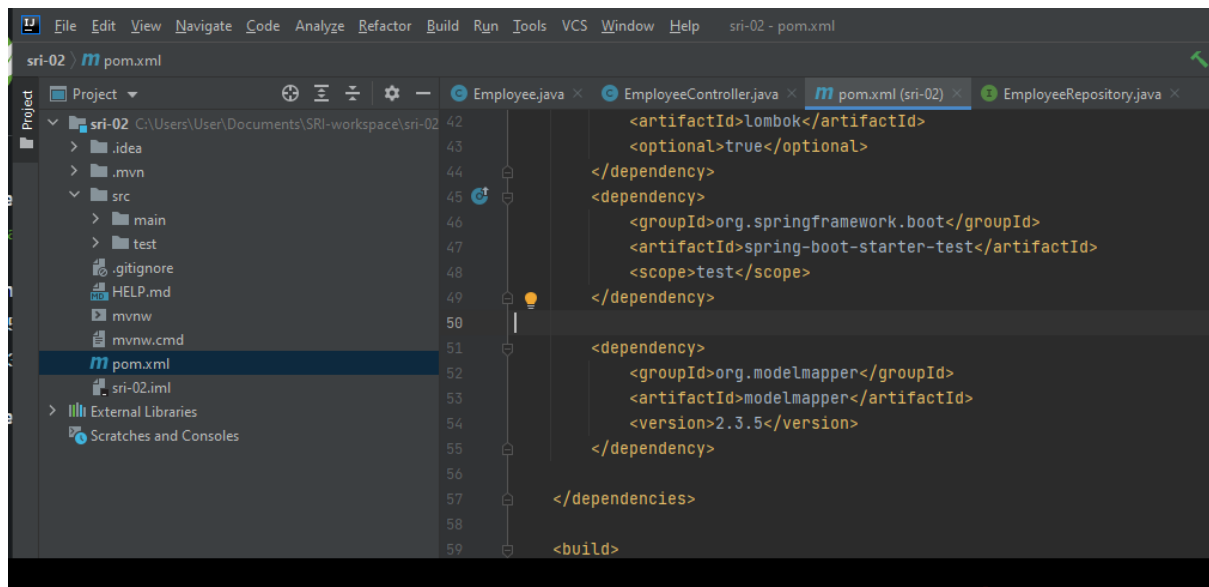 File Edit View Navigate Code Analyze Refactor Build Run Tools VCS Window Help sri-02 - pom.xml
sri-02 pom.xml
Project
Project
Employee.java EmployeeController.java pom.xml (sri-02) EmployeeRepository.java
sri-02 C:\Users\User\Documents\SRI-workspace\sri-02
.idea
.mvn
src
main
test
.gitignore
HELP.md
mvnw
mvnw.cmd
pom.xml
sri-02.iml
External Libraries
Scratches and Consoles
42 <artifactId>lombok</artifactId>
43 <optional>true</optional>
44 </dependency>
45 <dependency>
46 <groupId>org.springframework.boot</groupId>
47 <artifactId>spring-boot-starter-test</artifactId>
48 <scope>test</scope>
49 </dependency>
50
51 <dependency>
52 <groupId>org.modelmapper</groupId>
53 <artifactId>modelmapper</artifactId>
54 <version>2.3.5</version>
55 </dependency>
56
57 </dependencies>
58
59 <build>